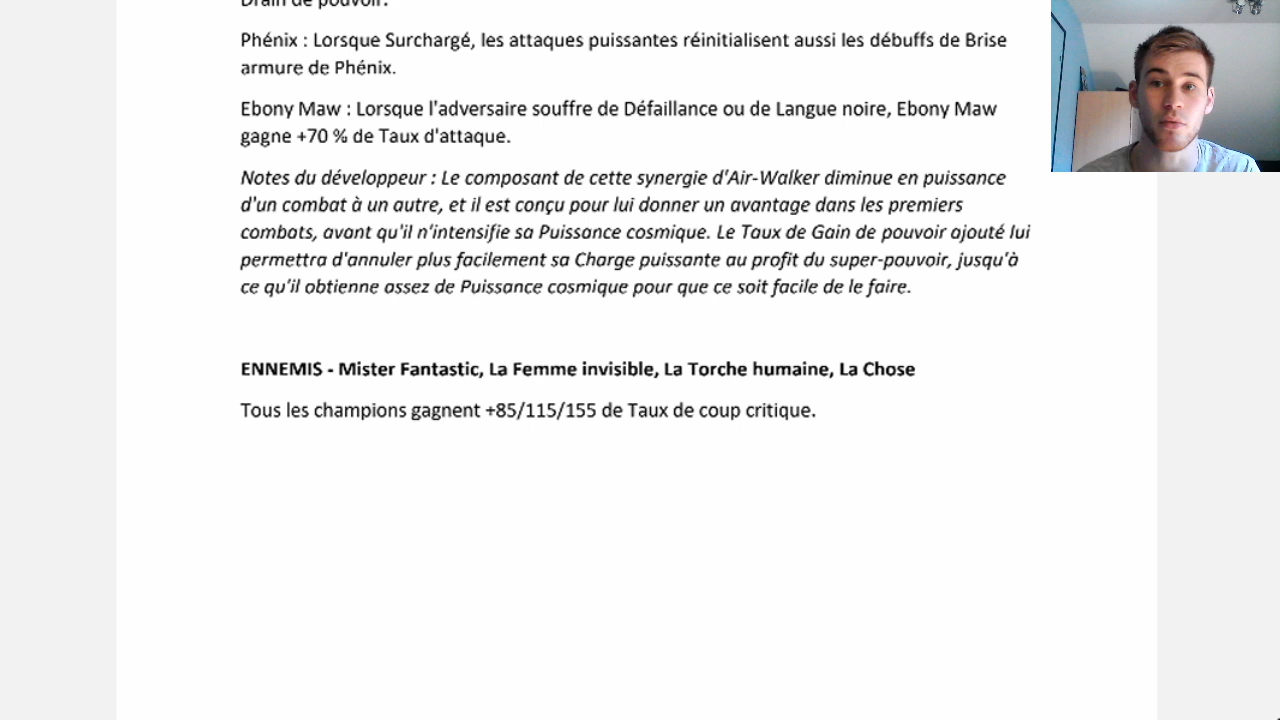 Drain de pouvoir.
Phénix : Lorsque Surchargé, les attaques puissantes réinitialisent aussi les débuffs de Brise
armure de Phénix.
Ebony Maw : Lorsque l'adversaire souffre de Défaillance ou de Langue noire, Ebony Maw
gagne +70 % de Taux d'attaque.
Notes du développeur : Le composant de cette synergie d'Air-Walker diminue en puissance
d'un combat à un autre, et il est conçu pour lui donner un avantage dans les premiers
combats, avant qu'il n'intensifie sa Puissance cosmique. Le Taux de Gain de pouvoir ajouté lui
permettra d'annuler plus facilement sa Charge puissante au profit du super-pouvoir, jusqu'à
ce qu'il obtienne assez de Puissance cosmique pour que ce soit facile de le faire.
ENNEMIS - Mister Fantastic, La Femme invisible, La Torche humaine, La Chose
Tous les champions gagnent +85/115/155 de Taux de coup critique.